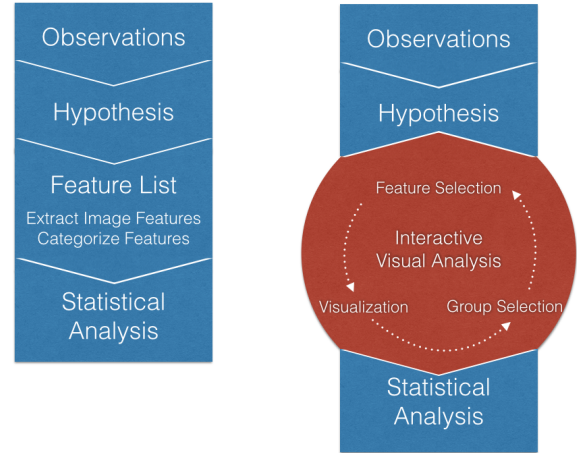 Observations
Hypothesis
Feature List
Extract Image Features
Categorize Features
Statistical
Analysis
Observations
Hypothesis
Feature Selection
Interactive
Visual Analysis
Visualization
Group Selection
Statistical
Analysis